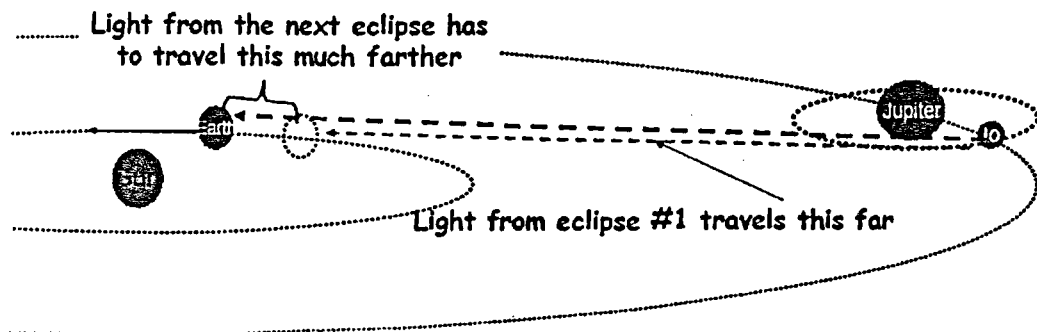 Light from the next eclipse has
to travel this much farther
Jupiter
Io
Light from eclipse #1 travels this far